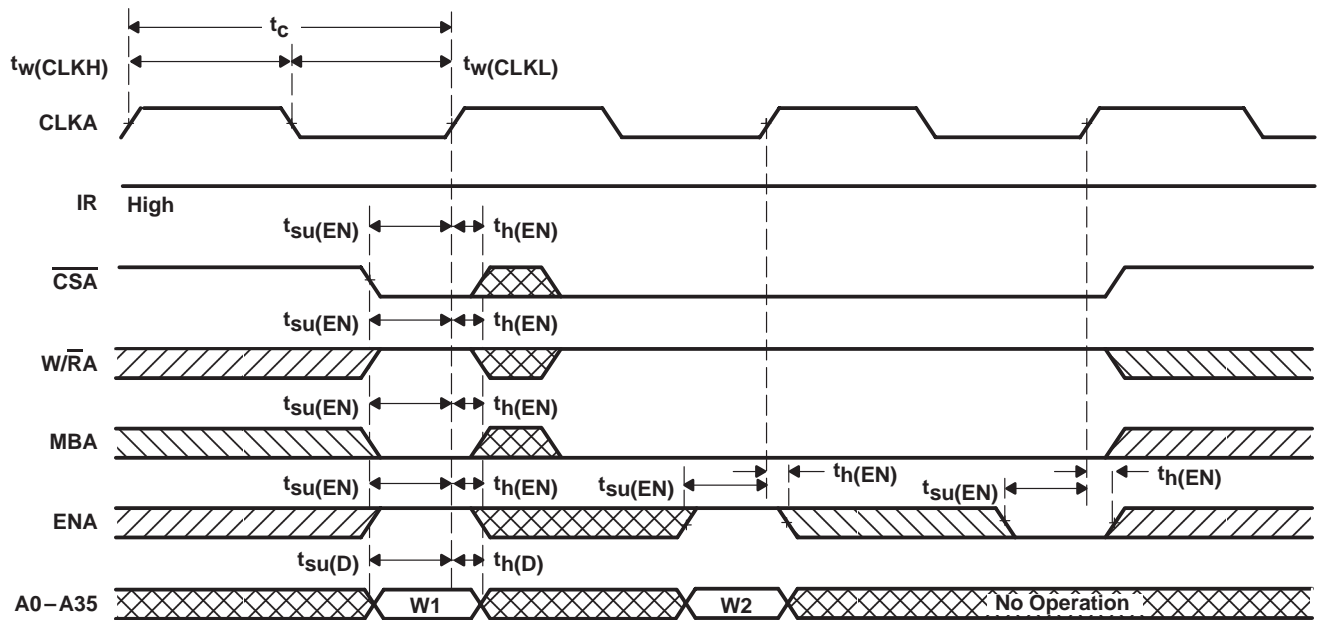 tc
tw(CLKH)
tw(CLKL)
CLKA
IR
High
tsu(EN)
th(EN)
CSA
tsu(EN)
th(EN)
W/RA
tsu(EN)
th(EN)
MBA
tsu(EN)
th(EN)
tsu(EN)
th(EN)
tsu(EN)
th(EN)
ENA
tsu(D)
th(D)
A0–A35
W1
W2
No Operation